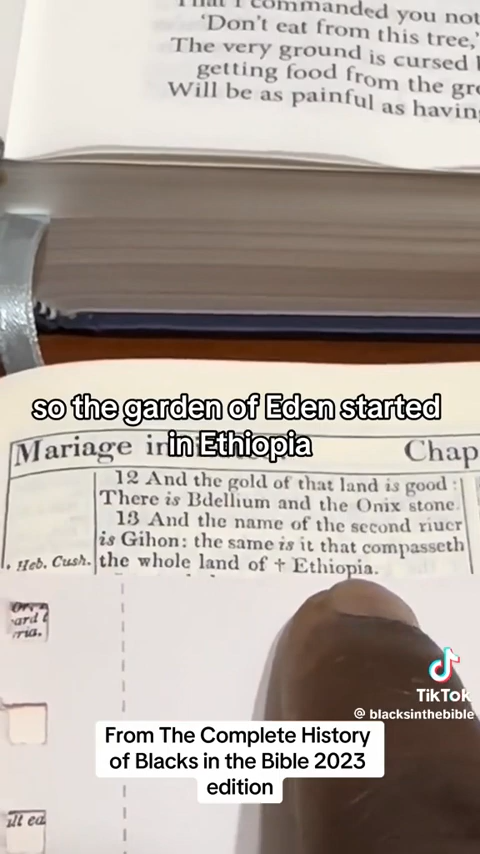 That I commanded you not
‘Don’t eat from this tree,’
The very ground is cursed
getting food from the
Will be as painful as having
so the garden of Eden started
in Ethiopia
Mariage in Chap
12 And the gold of that land is good :
There is Bdellium and the Onix stone.
13 And the name of the second riuer
is Gihon: the same is it that compasseth
Heb. Cush. the whole land of † Ethiopia.
TikTok
@ blacksinthebible
From The Complete History
of Blacks in the Bible 2023
edition